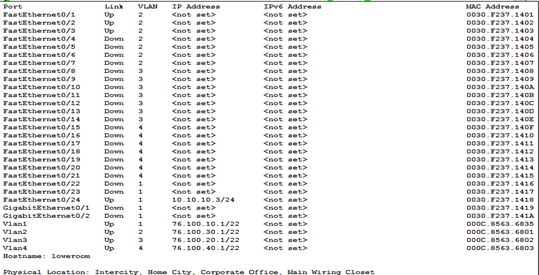 Port Link VLAN IP Address IPv6 Address MAC Address
FastEthernet0/1 Up 2 <not set> <not set> 0030.F237.1401
FastEthernet0/2 Up 2 <not set> <not set> 0030.F237.1402
FastEthernet0/3 Up 2 <not set> <not set> 0030.F237.1403
FastEthernet0/4 Down 2 <not set> <not set> 0030.F237.1404
FastEthernet0/5 Down 2 <not set> <not set> 0030.F237.1405
FastEthernet0/6 Down 2 <not set> <not set> 0030.F237.1406
FastEthernet0/7 Down 2 <not set> <not set> 0030.F237.1407
FastEthernet0/8 Down 3 <not set> <not set> 0030.F237.1408
FastEthernet0/9 Down 3 <not set> <not set> 0030.F237.1409
FastEthernet0/10 Down 3 <not set> <not set> 0030.F237.140A
FastEthernet0/11 Down 3 <not set> <not set> 0030.F237.140B
FastEthernet0/12 Down 3 <not set> <not set> 0030.F237.140C
FastEthernet0/13 Down 3 <not set> <not set> 0030.F237.140D
FastEthernet0/14 Down 3 <not set> <not set> 0030.F237.140E
FastEthernet0/15 Down 4 <not set> <not set> 0030.F237.140F
FastEthernet0/16 Down 4 <not set> <not set> 0030.F237.1410
FastEthernet0/17 Down 4 <not set> <not set> 0030.F237.1411
FastEthernet0/18 Down 4 <not set> <not set> 0030.F237.1412
FastEthernet0/19 Down 4 <not set> <not set> 0030.F237.1413
FastEthernet0/20 Down 4 <not set> <not set> 0030.F237.1414
FastEthernet0/21 Down 4 <not set> <not set> 0030.F237.1415
FastEthernet0/22 Down 1 <not set> <not set> 0030.F237.1416
FastEthernet0/23 Down 1 <not set> <not set> 0030.F237.1417
FastEthernet0/24 Up 1 10.10.10.3/24 <not set> 0030.F237.1418
GigabitEthernet0/1 Down 1 <not set> <not set> 0030.F237.1419
GigabitEthernet0/2 Down 1 <not set> <not set> 0030.F237.141A
Vlan1 Up 1 76.100.10.1/22 <not set> 000C.8563.6835
Vlan2 Up 2 76.100.30.1/22 <not set> 000C.8563.6801
Vlan3 Up 3 76.100.20.1/22 <not set> 000C.8563.6802
Vlan4 Up 4 76.100.40.1/22 <not set> 000C.8563.6803
Hostname: loweroom
Physical Location: Intercity, Home City, Corporate Office, Main Wiring Closet